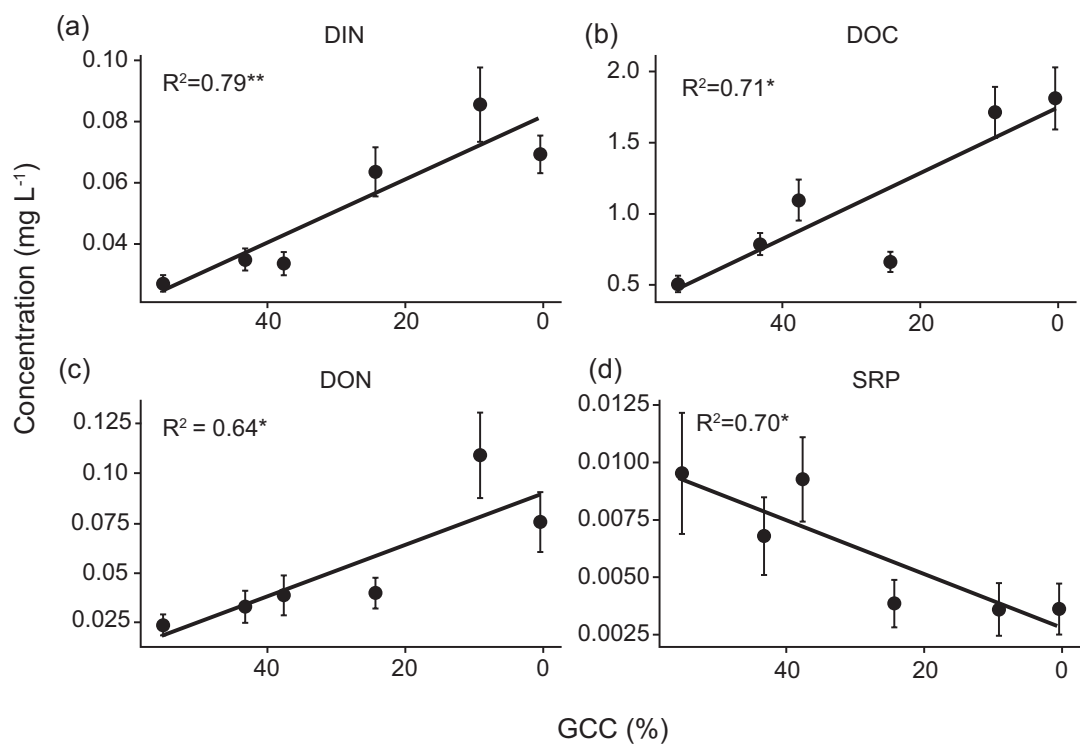 (a)
DIN
R²=0.79**
0.10
0.08
0.06
0.04
40
20
0
(b)
DOC
R²=0.71*
2.0
1.5
1.0
0.5
40
20
0
Concentration (mg L⁻¹)
(c)
DON
R² = 0.64*
0.125
0.10
0.075
0.05
0.025
40
20
0
(d)
SRP
R²=0.70*
0.0125
0.0100
0.0075
0.0050
0.0025
40
20
0
GCC (%)